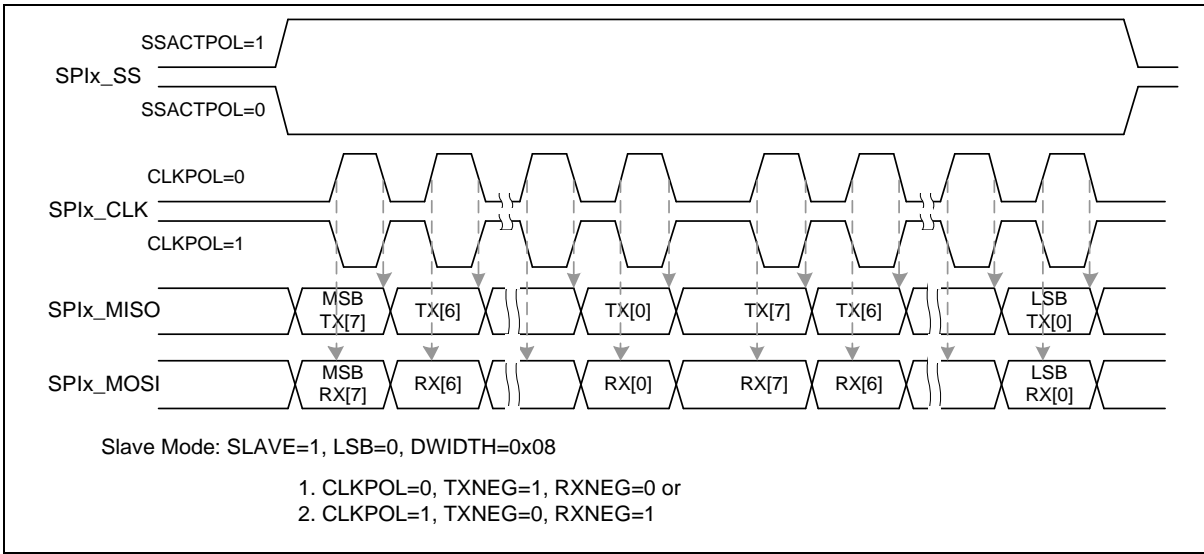 SSACTPOL=1
SPIx_SS
SSACTPOL=0
CLKPOL=0
SPIx_CLK
CLKPOL=1
SPIx_MISO MSB TX[7] TX[6] TX[0] TX[7] TX[6] LSB TX[0]
SPIx_MOSI MSB RX[7] RX[6] RX[0] RX[7] RX[6] LSB RX[0]
Slave Mode: SLAVE=1, LSB=0, DWIDTH=0x08
1. CLKPOL=0, TXNEG=1, RXNEG=0 or
2. CLKPOL=1, TXNEG=0, RXNEG=1